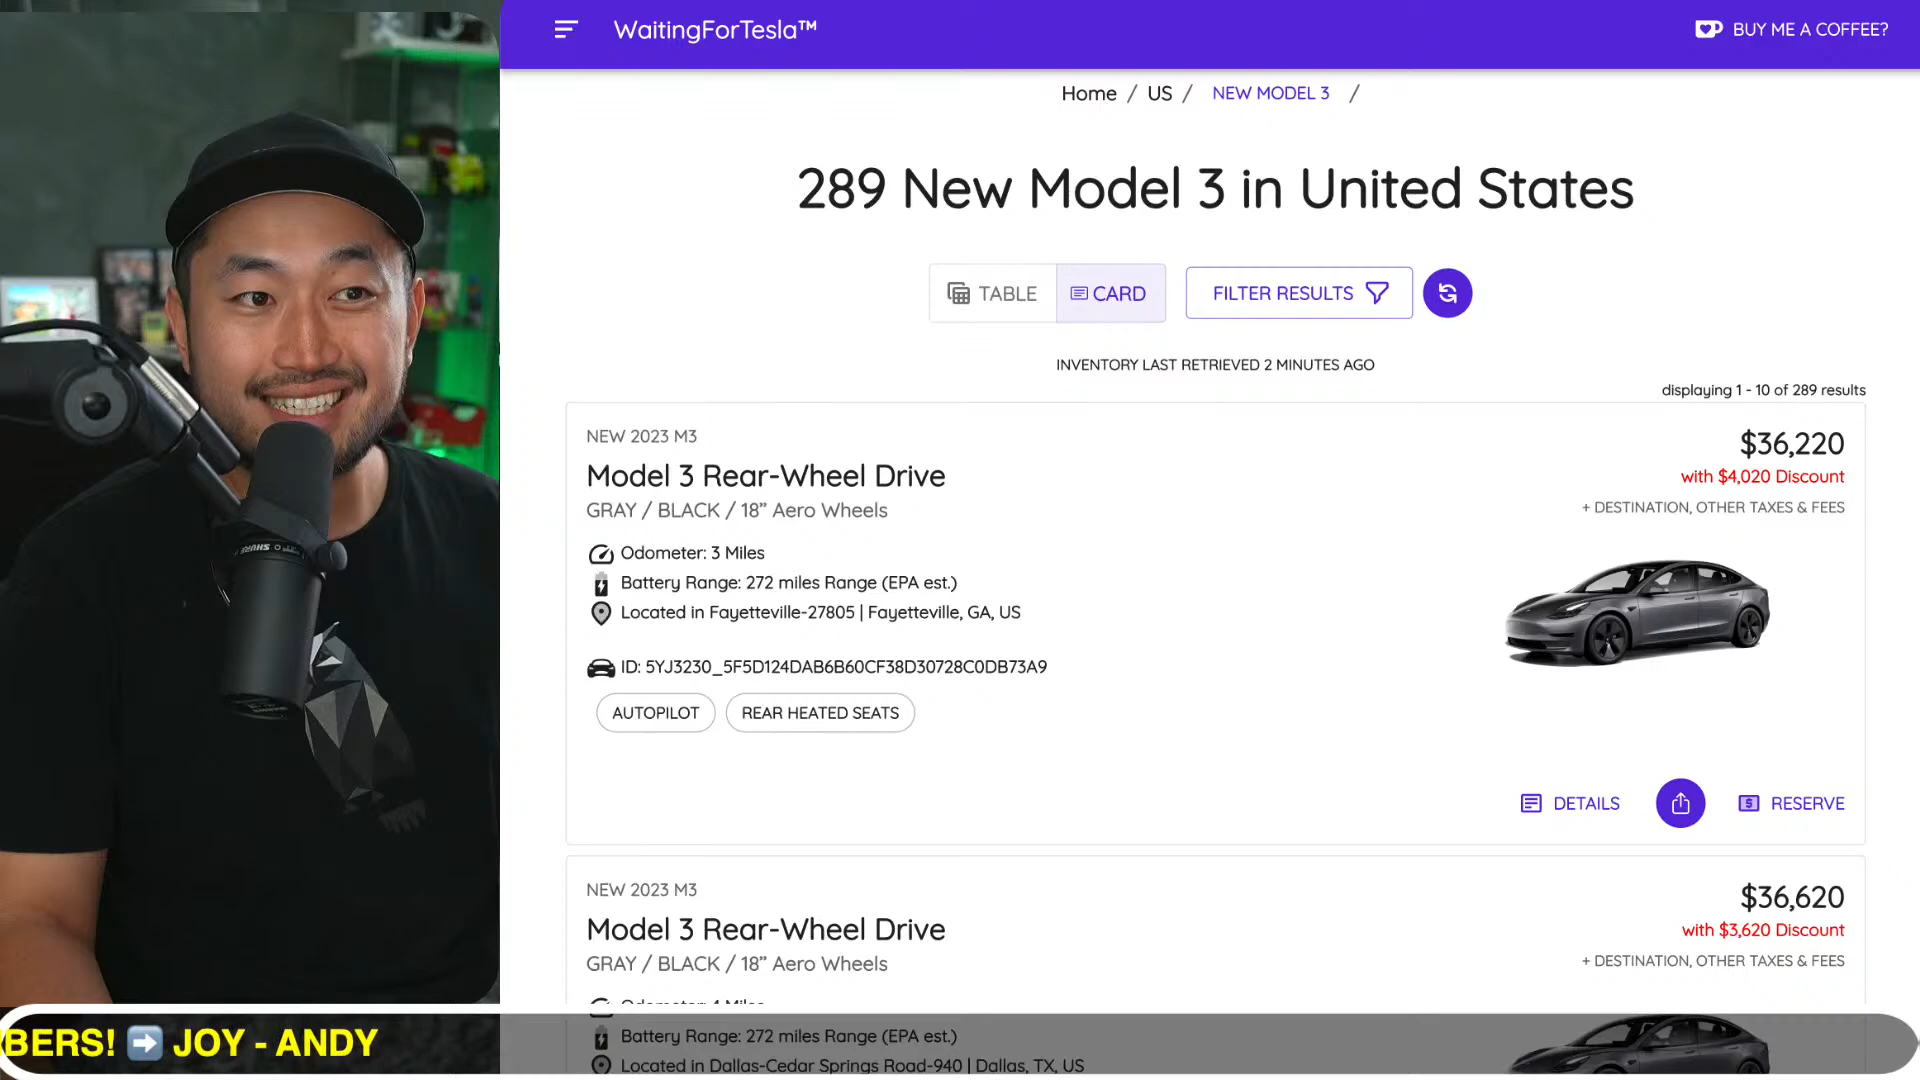 WaitingForTesla™
BUY ME A COFFEE?
Home / US / NEW MODEL 3 /
289 New Model 3 in United States
TABLE
CARD
FILTER RESULTS
INVENTORY LAST RETRIEVED 2 MINUTES AGO
displaying 1 - 10 of 289 results
NEW 2023 M3
Model 3 Rear-Wheel Drive
GRAY / BLACK / 18” Aero Wheels
$36,220
with $4,020 Discount
+ DESTINATION, OTHER TAXES & FEES
Odometer: 3 Miles
Battery Range: 272 miles Range (EPA est.)
Located in Fayetteville-27805 | Fayetteville, GA, US
ID: 5YJ3230_5F5D124DAB6B60CF38D30728C0DB73A9
AUTOPILOT
REAR HEATED SEATS
DETAILS
$ RESERVE
NEW 2023 M3
Model 3 Rear-Wheel Drive
GRAY / BLACK / 18” Aero Wheels
$36,620
with $3,620 Discount
+ DESTINATION, OTHER TAXES & FEES
Odometer: 4 Miles
Battery Range: 272 miles Range (EPA est.)
Located in Dallas-Cedar Springs Road-940 | Dallas, TX, US
SHURE
BERS! ➡️ JOY - ANDY